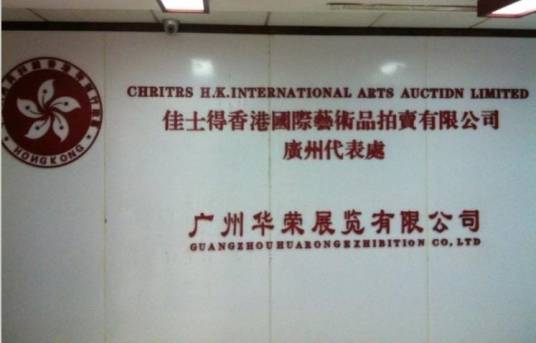 CHRITRS H.K.INTERNATIONAL ARTS AUCTIDN LIMITED
佳士得香港國際藝術品拍賣有限公司
廣州代表處
HONG KONG
广州华荣展览有限公司
GUANGZHOUHUARONGEXHIBITION CO,LTD